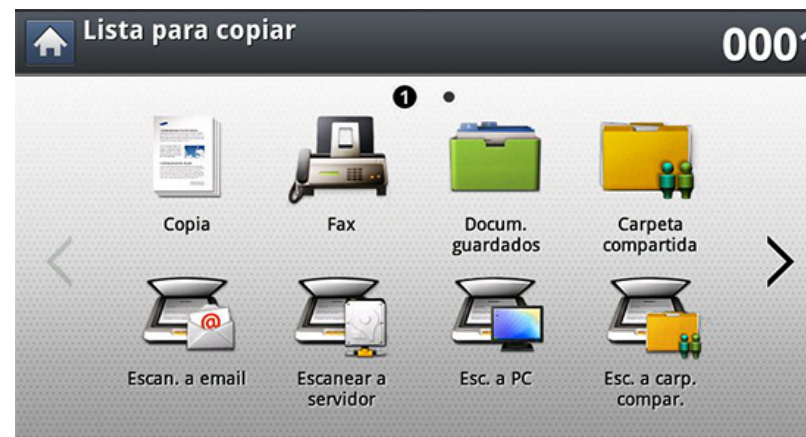 Lista para copiar
0001
1
Copia
Fax
Docum.
guardados
Carpeta
compartida
Escan. a email
Escanear a
servidor
Esc. a PC
Esc. a carp.
compar.